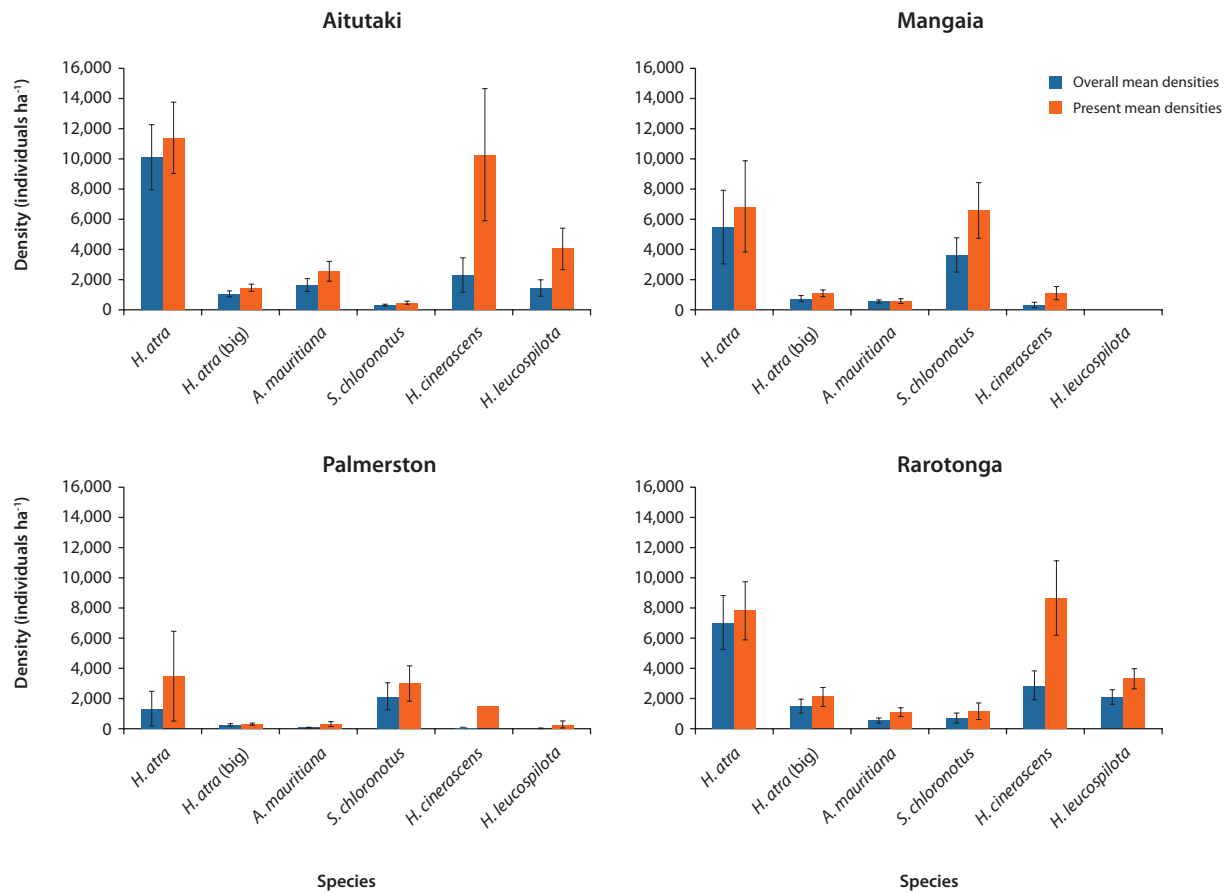 Aitutaki
Density (individuals ha⁻¹)
16,000
14,000
12,000
10,000
8,000
6,000
4,000
2,000
0
H. atra
H. atra (big)
A. mauritiana
S. chloronotus
H. cinerascens
H. leucospilota
Mangaia
16,000
14,000
12,000
10,000
8,000
6,000
4,000
2,000
0
H. atra
H. atra (big)
A. mauritiana
S. chloronotus
H. cinerascens
H. leucospilota
Overall mean densities
Present mean densities
Palmerston
Density (individuals ha⁻¹)
16,000
14,000
12,000
10,000
8,000
6,000
4,000
2,000
0
H. atra
H. atra (big)
A. mauritiana
S. chloronotus
H. cinerascens
H. leucospilota
Species
Rarotonga
16,000
14,000
12,000
10,000
8,000
6,000
4,000
2,000
0
H. atra
H. atra (big)
A. mauritiana
S. chloronotus
H. cinerascens
H. leucospilota
Species